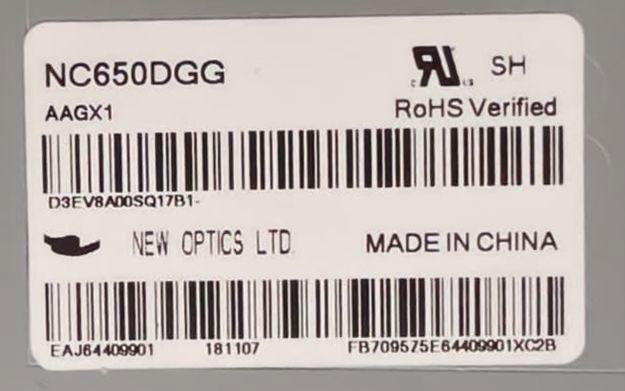 NC650DGG
SH
AAGX1
RoHS Verified
D3EV8A00SQ17B1-
NEW OPTICS LTD
MADE IN CHINA
EAJ64409901 181107 FB709575E64409901XC2B